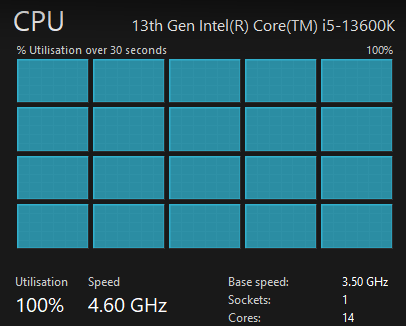 CPU 13th Gen Intel(R) Core(TM) i5-13600K
% Utilisation over 30 seconds 100%
Utilisation Speed Base speed: 3.50 GHz
100% 4.60 GHz Sockets: 1
Cores: 14